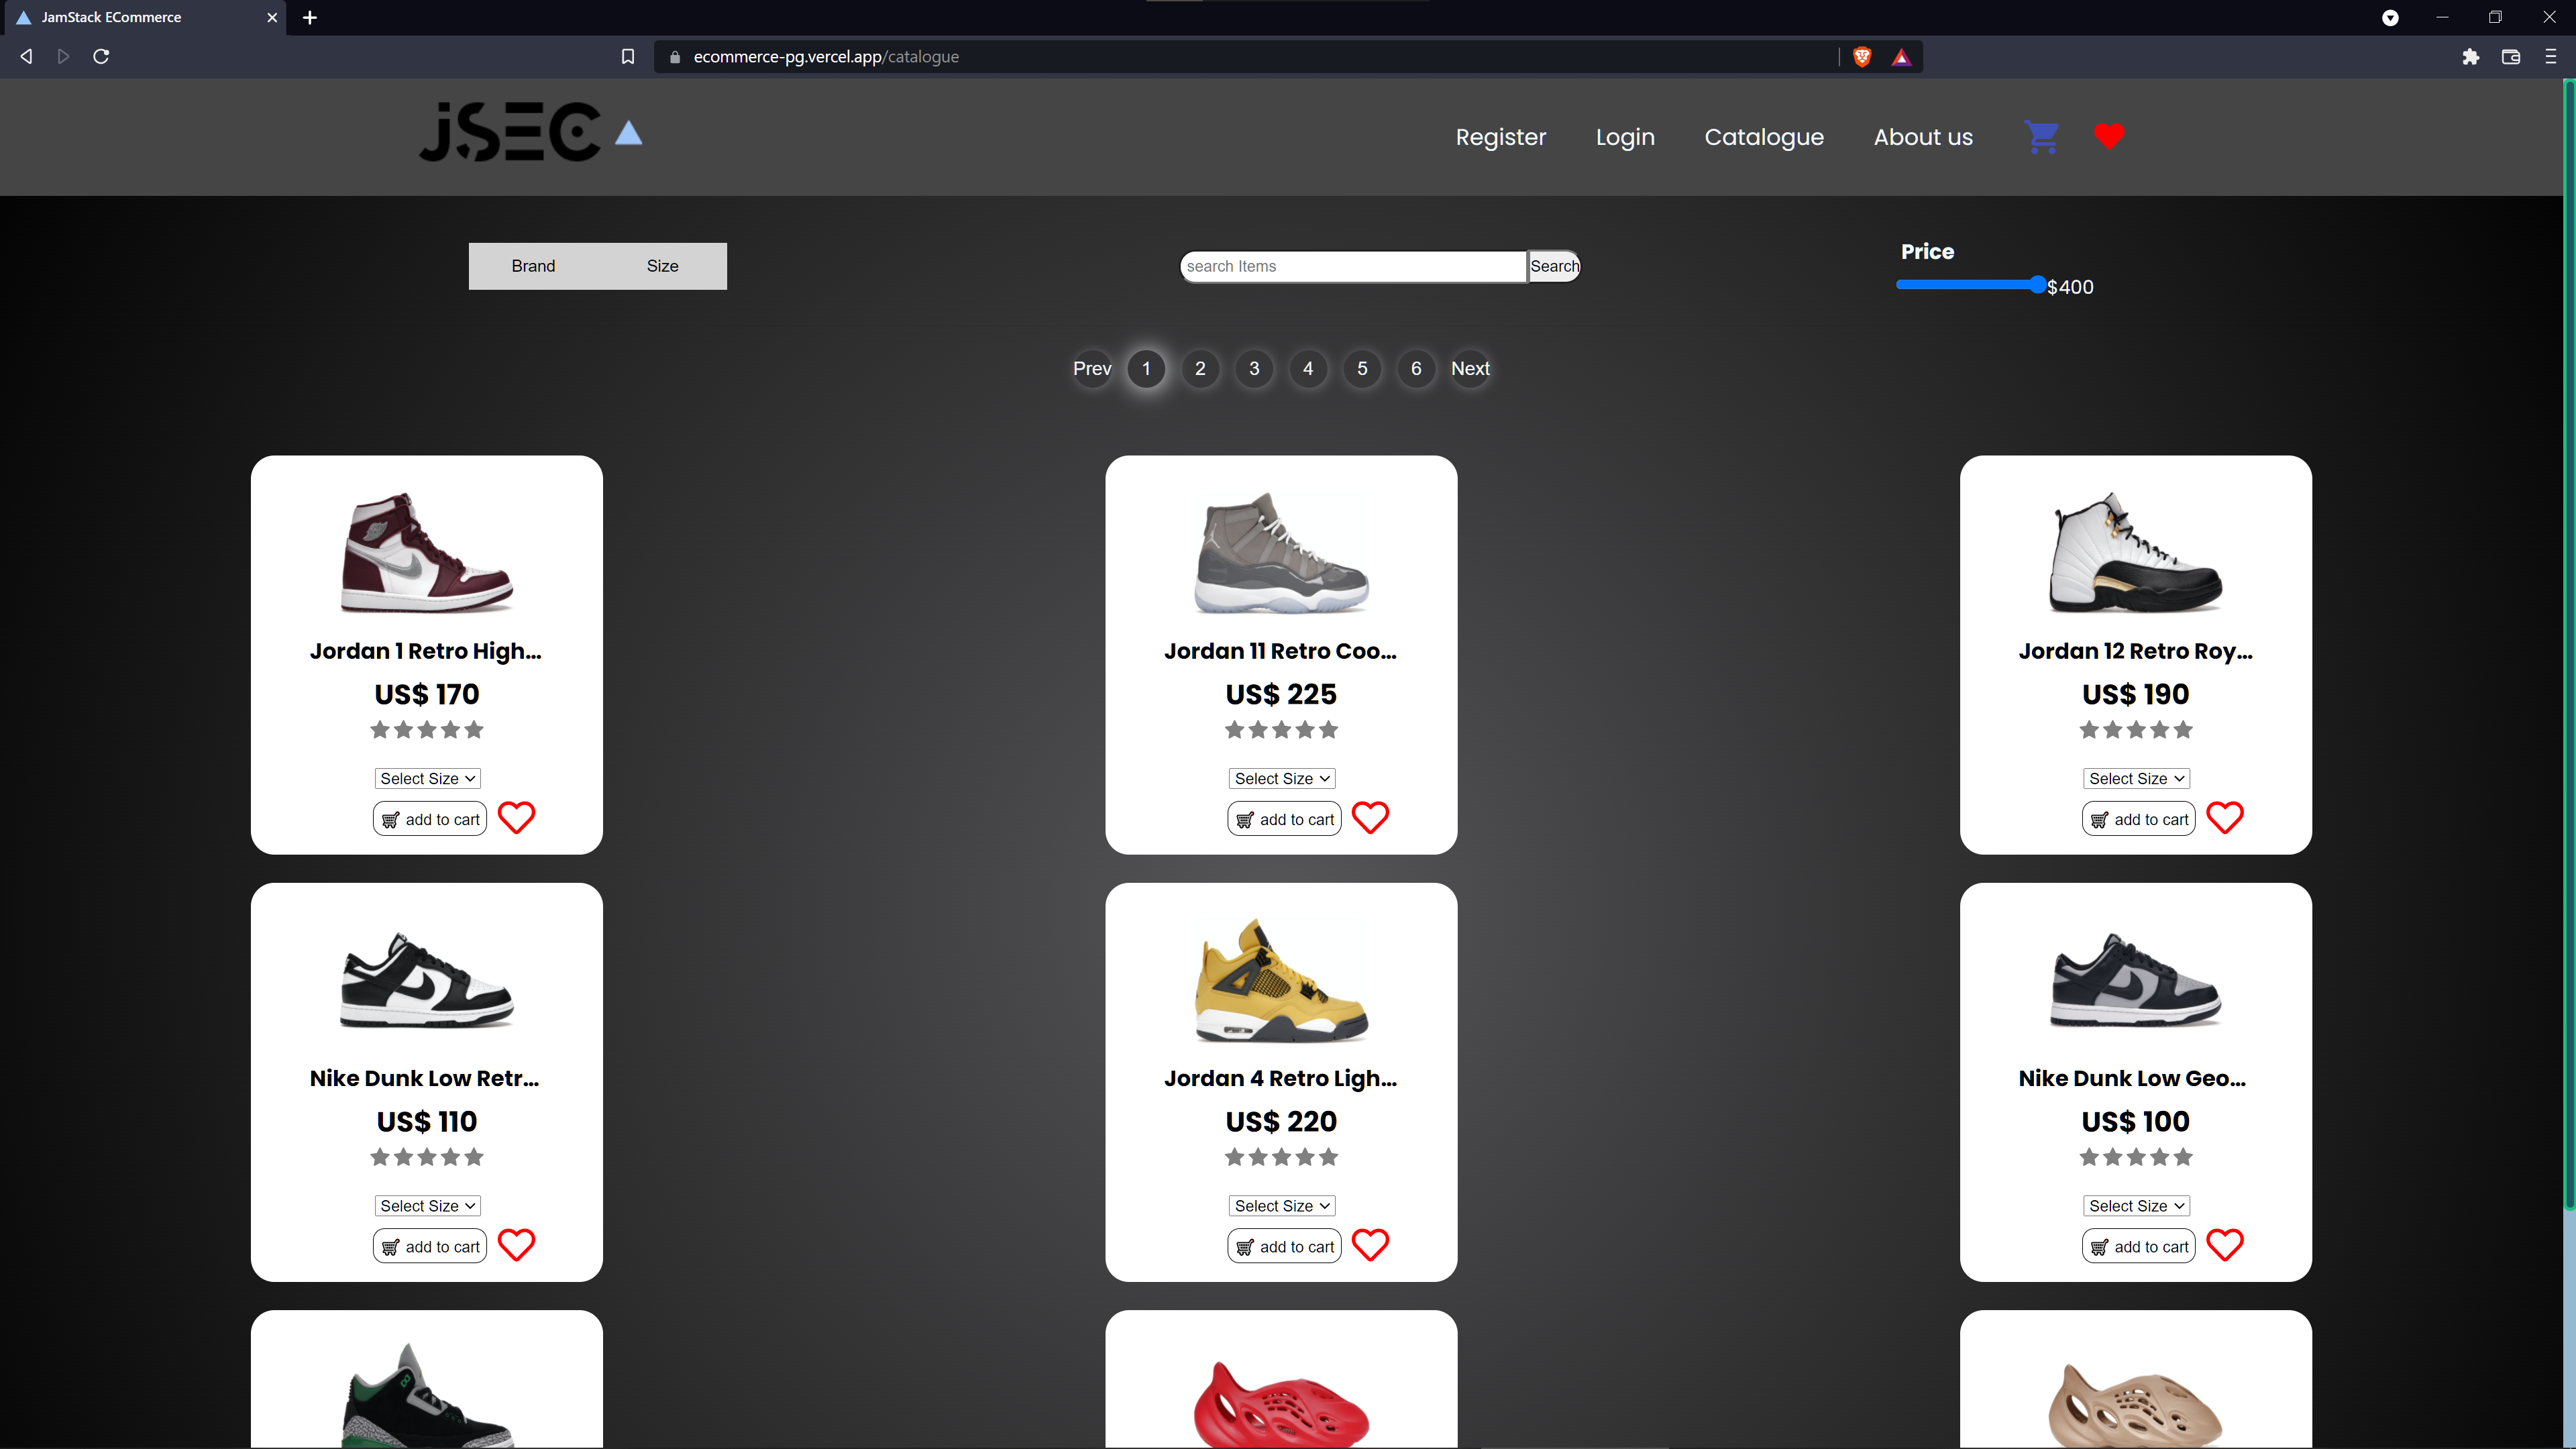 JamStack ECommerce
ecommerce-pg.vercel.app/catalogue
jSEC
Register Login Catalogue About us
Brand Size
search Items Search
Price
$400
Prev 1 2 3 4 5 6 Next
Jordan 1 Retro High... Jordan 11 Retro Coo... Jordan 12 Retro Roy...
US$ 170 US$ 225 US$ 190
Select Size Select Size Select Size
add to cart add to cart add to cart
Nike Dunk Low Retr... Jordan 4 Retro Ligh... Nike Dunk Low Geo...
US$ 110 US$ 220 US$ 100
Select Size Select Size Select Size
add to cart add to cart add to cart